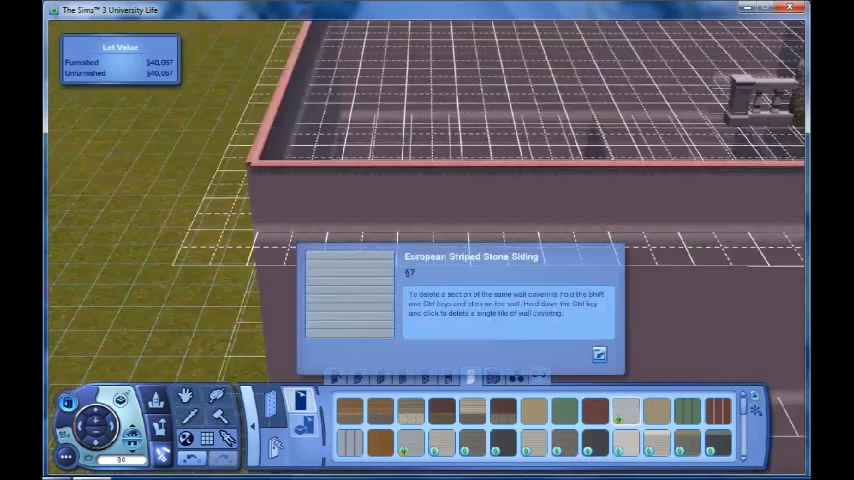 The Sims™ 3 University Life
Lot Value
Furnished §40,067
Unfurnished §40,067
European Striped Stone Siding
§7
To delete a section of the same wall covering, hold the Shift
and Ctrl keys and click on the wall. Hold down the Ctrl key
and click to delete a single tile of wall covering.
§0